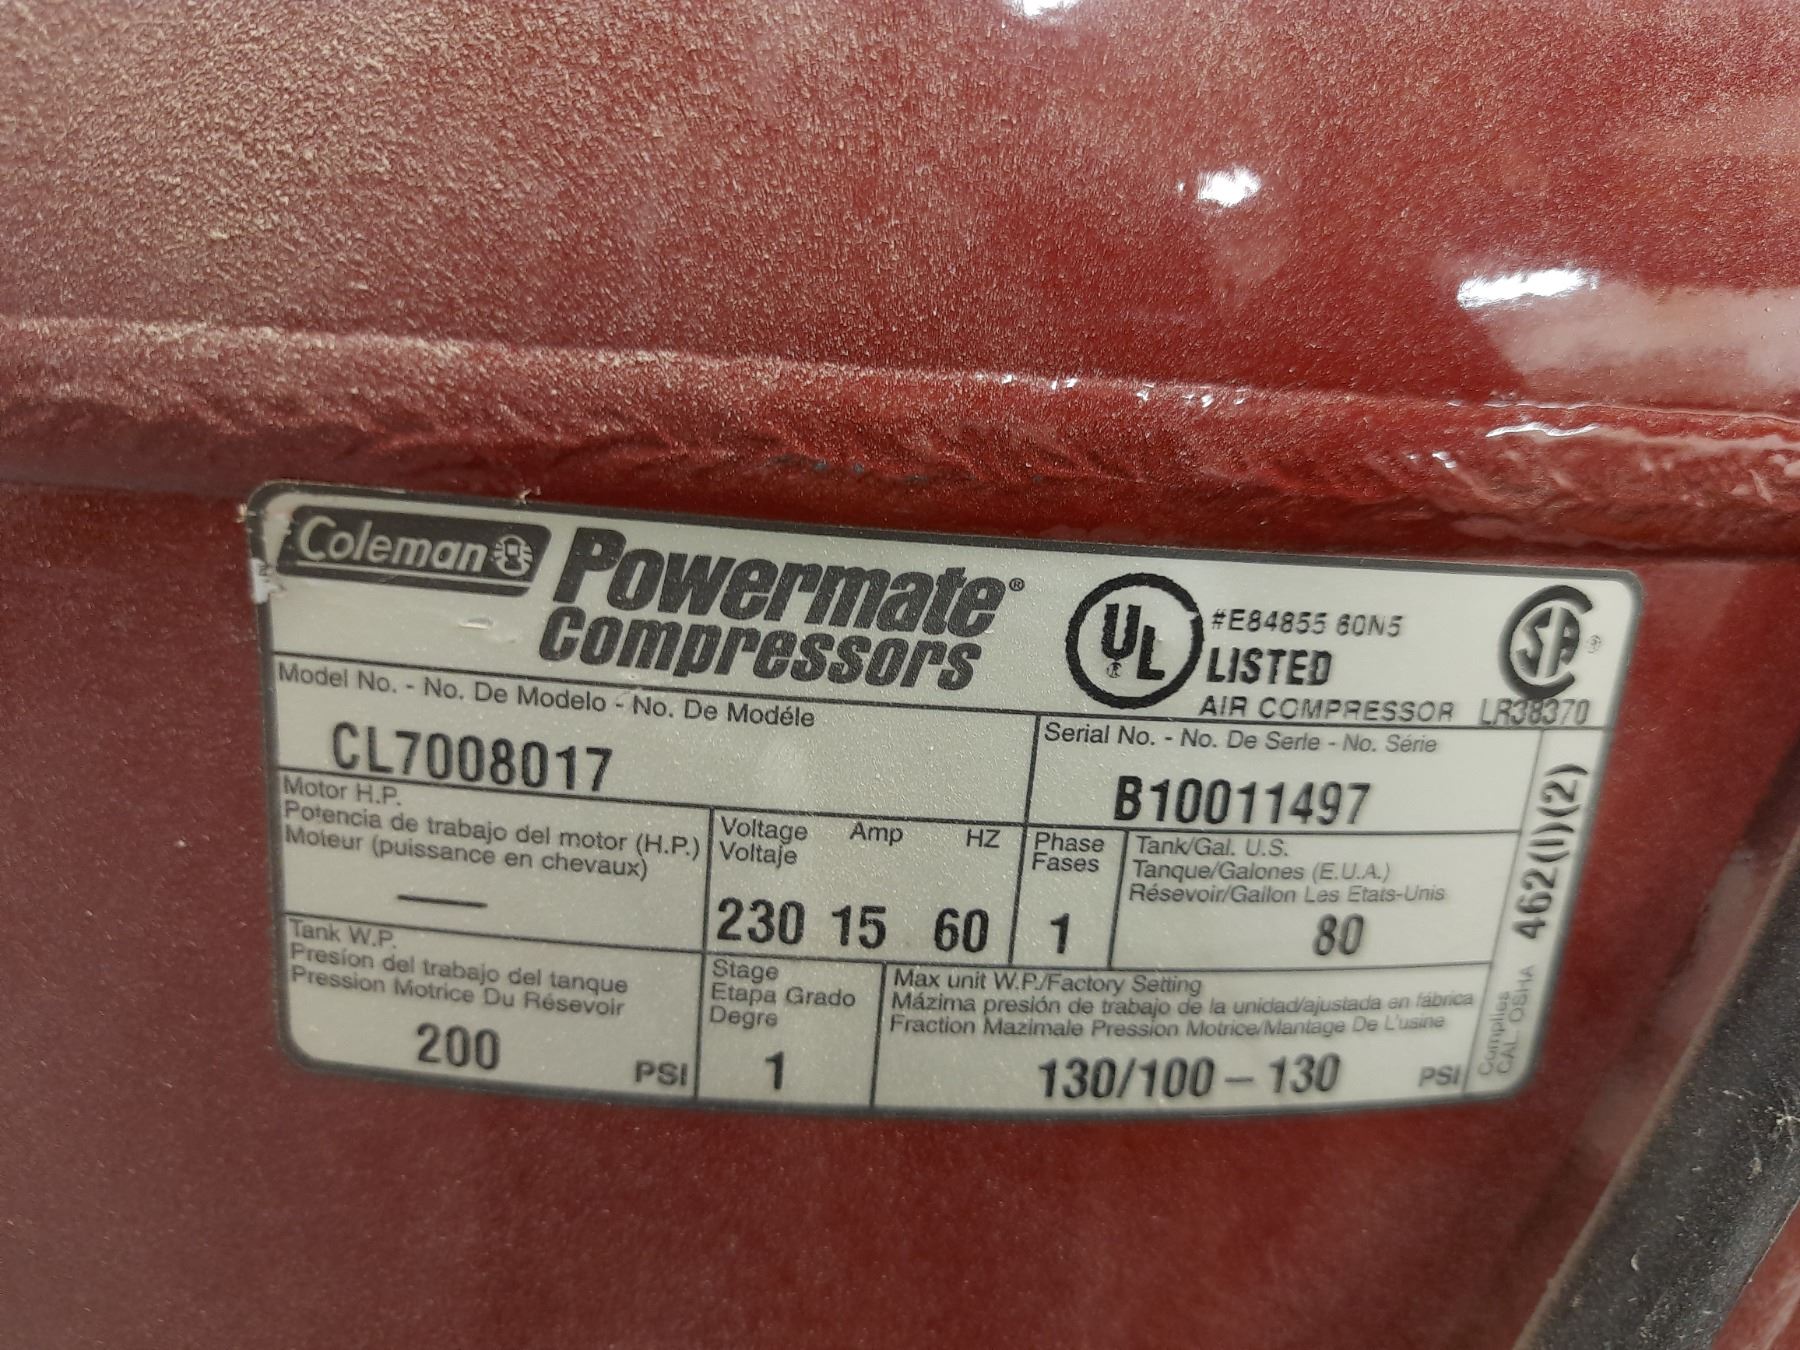 Coleman Powermate®
Compressors
UL® #E84855 60N5
LISTED
AIR COMPRESSOR
SA® LR38370
Model No. - No. De Modelo - No. De Modéle
CL7008017
Serial No. - No. De Serie - No. Série
B10011497
Motor H.P.
Potencia de trabajo del motor (H.P.)
Moteur (puissance en chevaux)
—
Voltage Amp HZ
Voltaje
230 15 60
Phase
Fases
1
Tank/Gal. U.S.
Tanque/Galones (E.U.A.)
Résevoir/Gallon Les Etats-Unis
80
Tank W.P.
Presíon del trabajo del tanque
Pression Motrice Du Résevoir
200 PSI
Stage
Etapa Grado
Degre
1
Max unit W.P./Factory Setting
Mázima presión de trabajo de la unidad/ajustada en fábrica
Fraction Mazimale Pression Motrice/Mantage De L'usine
130/100 – 130 PSI
Complies
CAL. OSHA 462(l)(2)